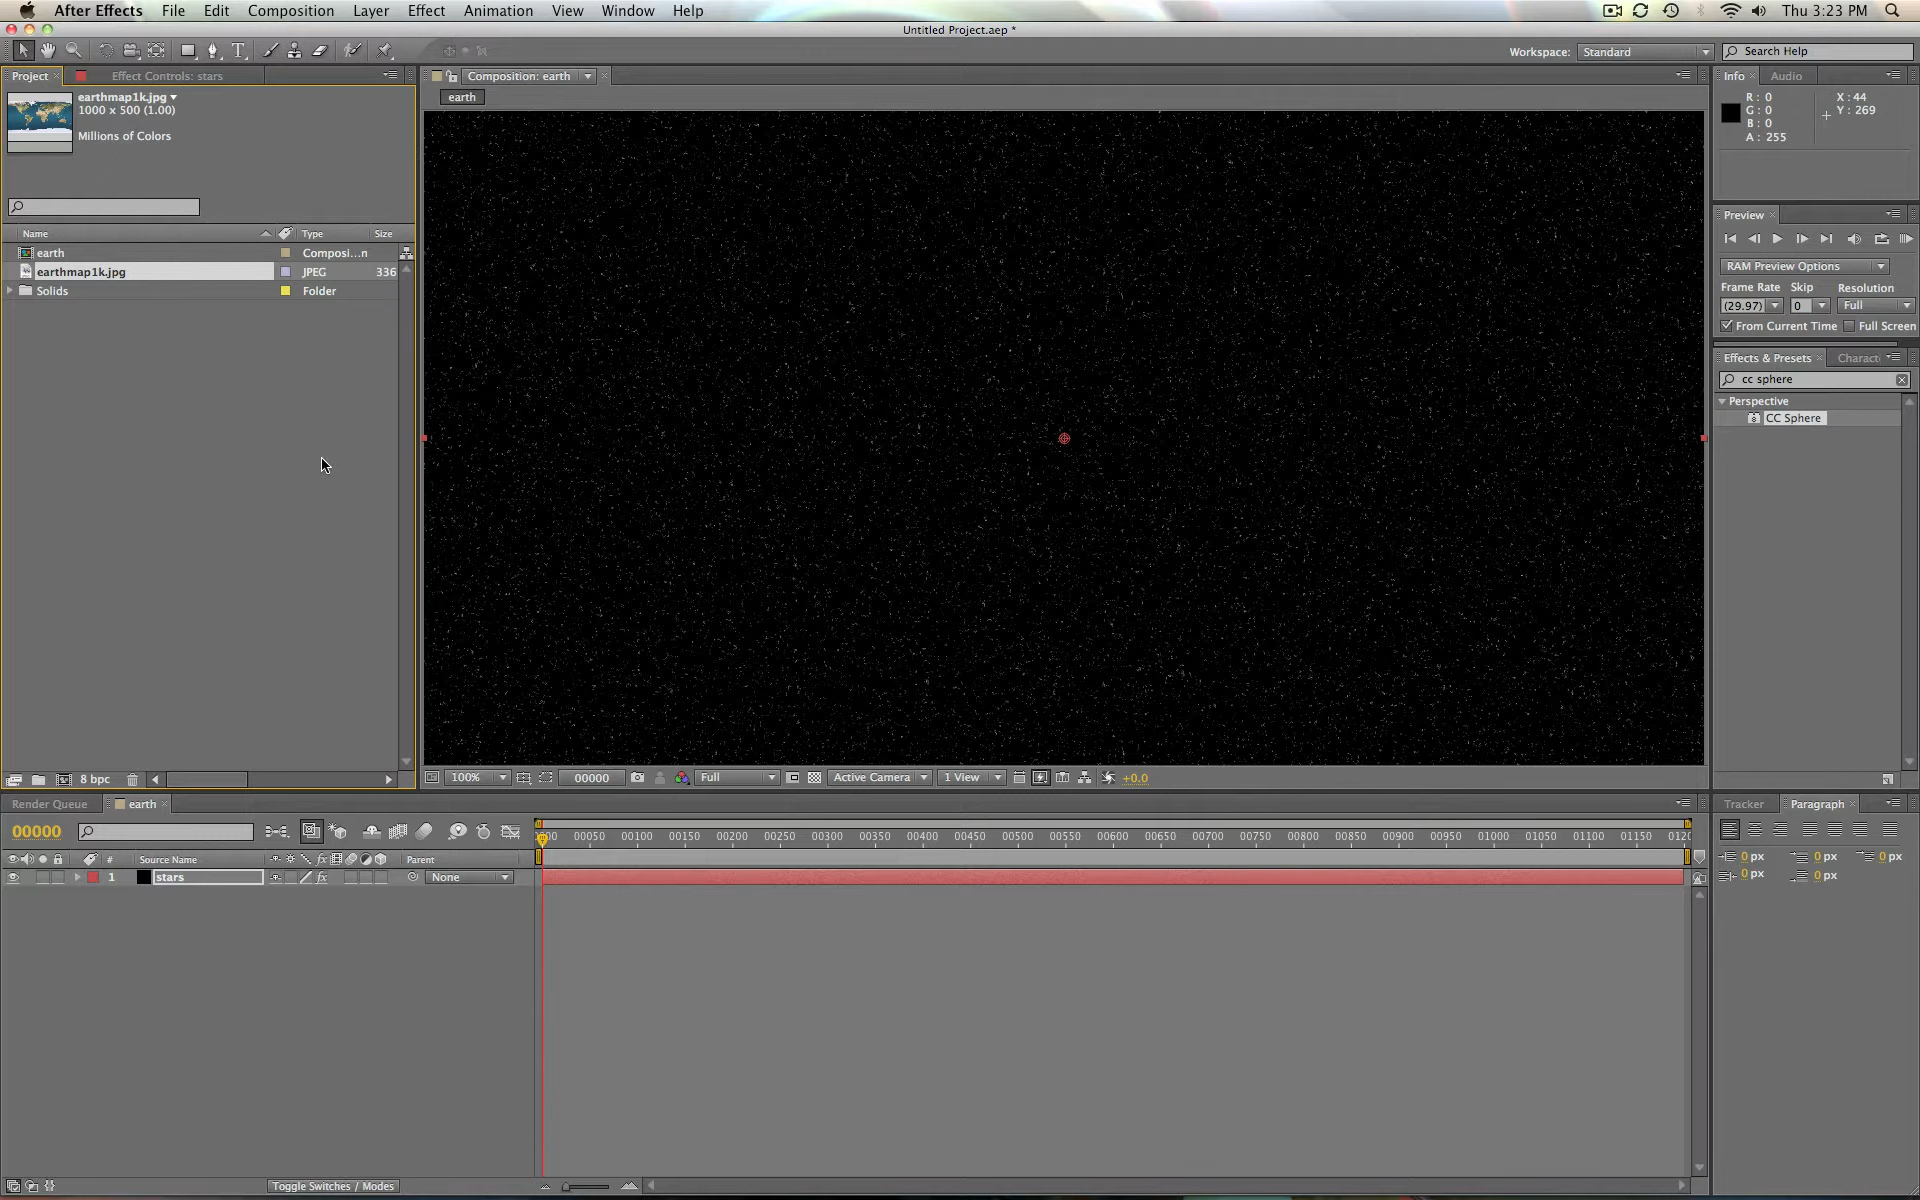 After Effects File Edit Composition Layer Effect Animation View Window Help Thu 3:23 PM
Untitled Project.aep *
Workspace: Standard Search Help
Project Effect Controls: stars
earthmap1k.jpg
1000 x 500 (1.00)
Millions of Colors
Name Type Size
earth Composi...n
earthmap1k.jpg JPEG 336
Solids Folder
8 bpc
Composition: earth
earth
100% 00000 Full Active Camera 1 View +0.0
Info Audio
R: 0 X: 44
G: 0 Y: 269
B: 0
A: 255
Preview
RAM Preview Options
Frame Rate Skip Resolution
(29.97) 0 Full
From Current Time Full Screen
Effects & Presets Charact
cc sphere
Perspective
CC Sphere
Render Queue earth
00000
00050 00100 00150 00200 00250 00300 00350 00400 00450 00500 00550 00600 00650 00700 00750 00800 00850 00900 00950 01000 01050 01100 01150 0120
# Source Name fx Parent
1 stars fx None
Toggle Switches / Modes
Tracker Paragraph
0 px 0 px 0 px
0 px 0 px